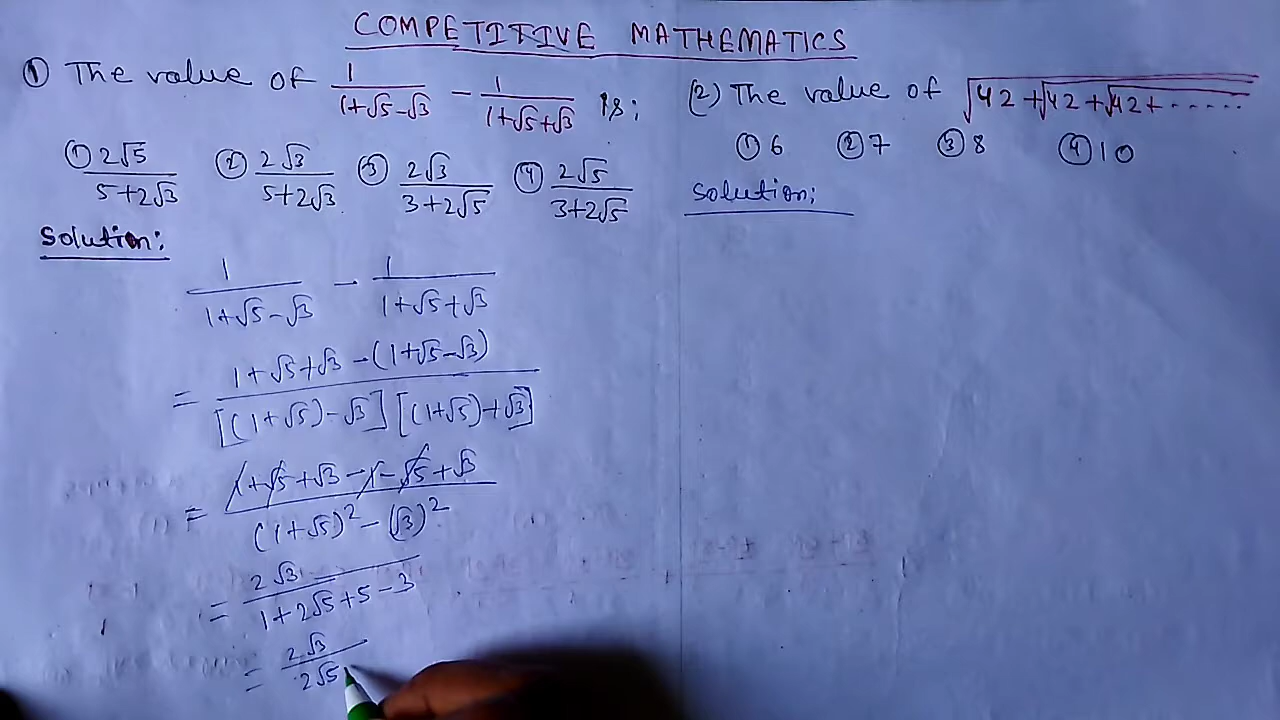 COMPETITIVE MATHEMATICS
① The value of 1/(1+√5-√3) - 1/(1+√5+√3) is:
① 2√5/(5+2√3) ② 2√3/(5+2√3) ③ 2√3/(3+2√5) ④ 2√5/(3+2√5)
Solution:
1/(1+√5-√3) - 1/(1+√5+√3)
= (1+√5+√3-(1+√5-√3))/([(1+√5)-√3][(1+√5)+√3])
= (1+√5+√3-1-√5+√3)/((1+√5)²-(√3)²)
= 2√3/(1+2√5+5-3)
= 2√3/2√5
(2) The value of √42+√42+√42+......
① 6 ② 7 ③ 8 ④ 10
Solution: